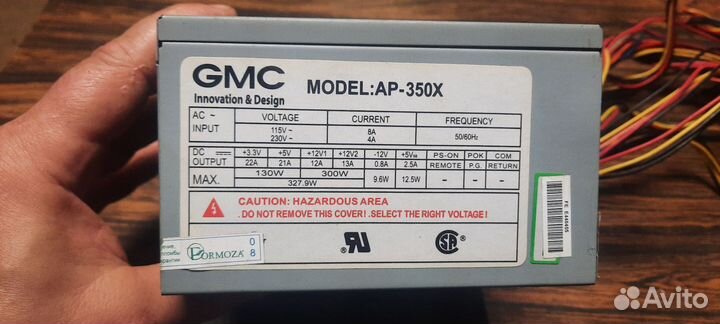 GMC
Innovation & Design
MODEL:AP-350X
AC ~ INPUT VOLTAGE CURRENT FREQUENCY
115V~ 8A 50/60Hz
230V~ 4A
DC OUTPUT +3.3V +5V +12V1 +12V2 -12V +5VSB PS-ON POK COM
22A 21A 12A 13A 0.8A 2.5A REMOTE P.G. RETURN
MAX. 130W 300W 9.6W 12.5W - - -
327.9W
CAUTION: HAZARDOUS AREA
.DO NOT REMOVE THIS COVER! .SELECT THE RIGHT VOLTAGE!
FORMOZA
0
8
FE E440405
Avito